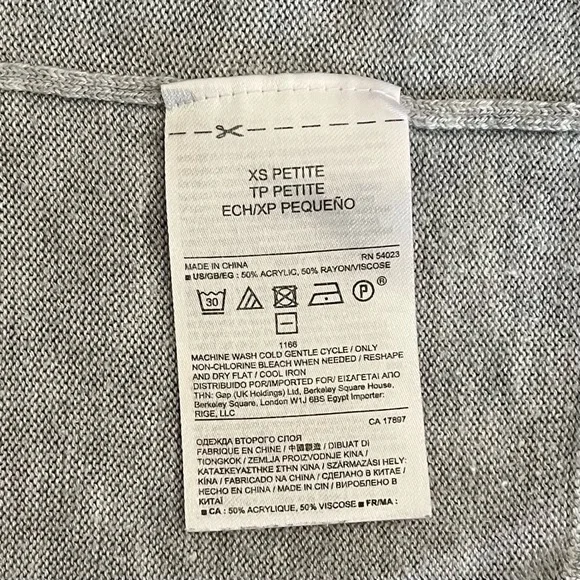 XS PETITE
TP PETITE
ECH/XP PEQUEÑO
MADE IN CHINA RN 54023
■ US/GB/EG: 50% ACRYLIC, 50% RAYON/VISCOSE
30 P®
1166
MACHINE WASH COLD GENTLE CYCLE / ONLY
NON-CHLORINE BLEACH WHEN NEEDED / RESHAPE
AND DRY FLAT / COOL IRON
DISTRIBUIDO POR/IMPORTED FOR/ ΕΙΣΑΓΕΤΑΙ ΑΠΟ
ΤΗΝ: Gap (UK Holdings) Ltd, Berkeley Square House,
Berkeley Square, London W1J 6BS Egypt Importer:
RIGE, LLC
CA 17897
ОДЕЖДА ВТОРОГО СЛОЯ
FABRIQUE EN CHINE / 中國製造 / DIBUAT DI
TIONGKOK / ZEMLJA PROIZVODNJE KINA /
ΚΑΤΑΣΚΕΥΑΣΤΗΚΕ ΣΤΗΝ ΚΙΝΑ / SZÁRMAZÁSI HELY:
KÍNA / FABRICADO NA CHINA / СДЕЛАНО В КИТАЕ /
HECHO EN CHINA / MADE IN CIN / ВИРОБЛЕНО В
КИТАЇ
■ CA : 50% ACRYLIQUE, 50% VISCOSE ■ FR/MA :